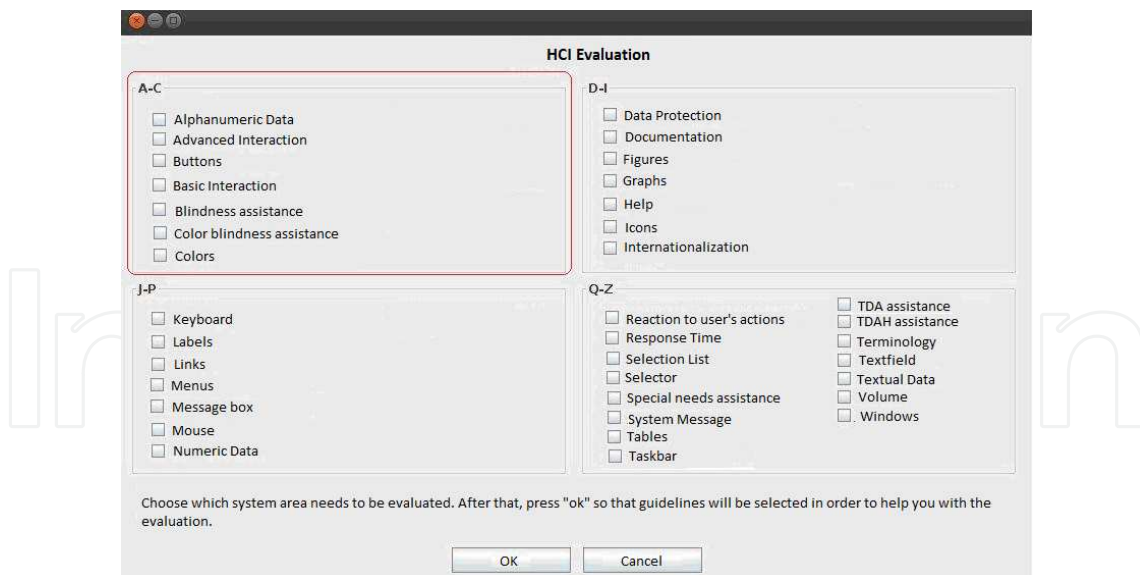 HCI Evaluation
A-C
Alphanumeric Data
Advanced Interaction
Buttons
Basic Interaction
Blindness assistance
Color blindness assistance
Colors
D-I
Data Protection
Documentation
Figures
Graphs
Help
Icons
Internationalization
J-P
Keyboard
Labels
Links
Menus
Message box
Mouse
Numeric Data
Q-Z
Reaction to user's actions
Response Time
Selection List
Selector
Special needs assistance
System Message
Tables
Taskbar
TDA assistance
TDAH assistance
Terminology
Textfield
Textual Data
Volume
Windows
Choose which system area needs to be evaluated. After that, press "ok" so that guidelines will be selected in order to help you with the
evaluation.
OK
Cancel